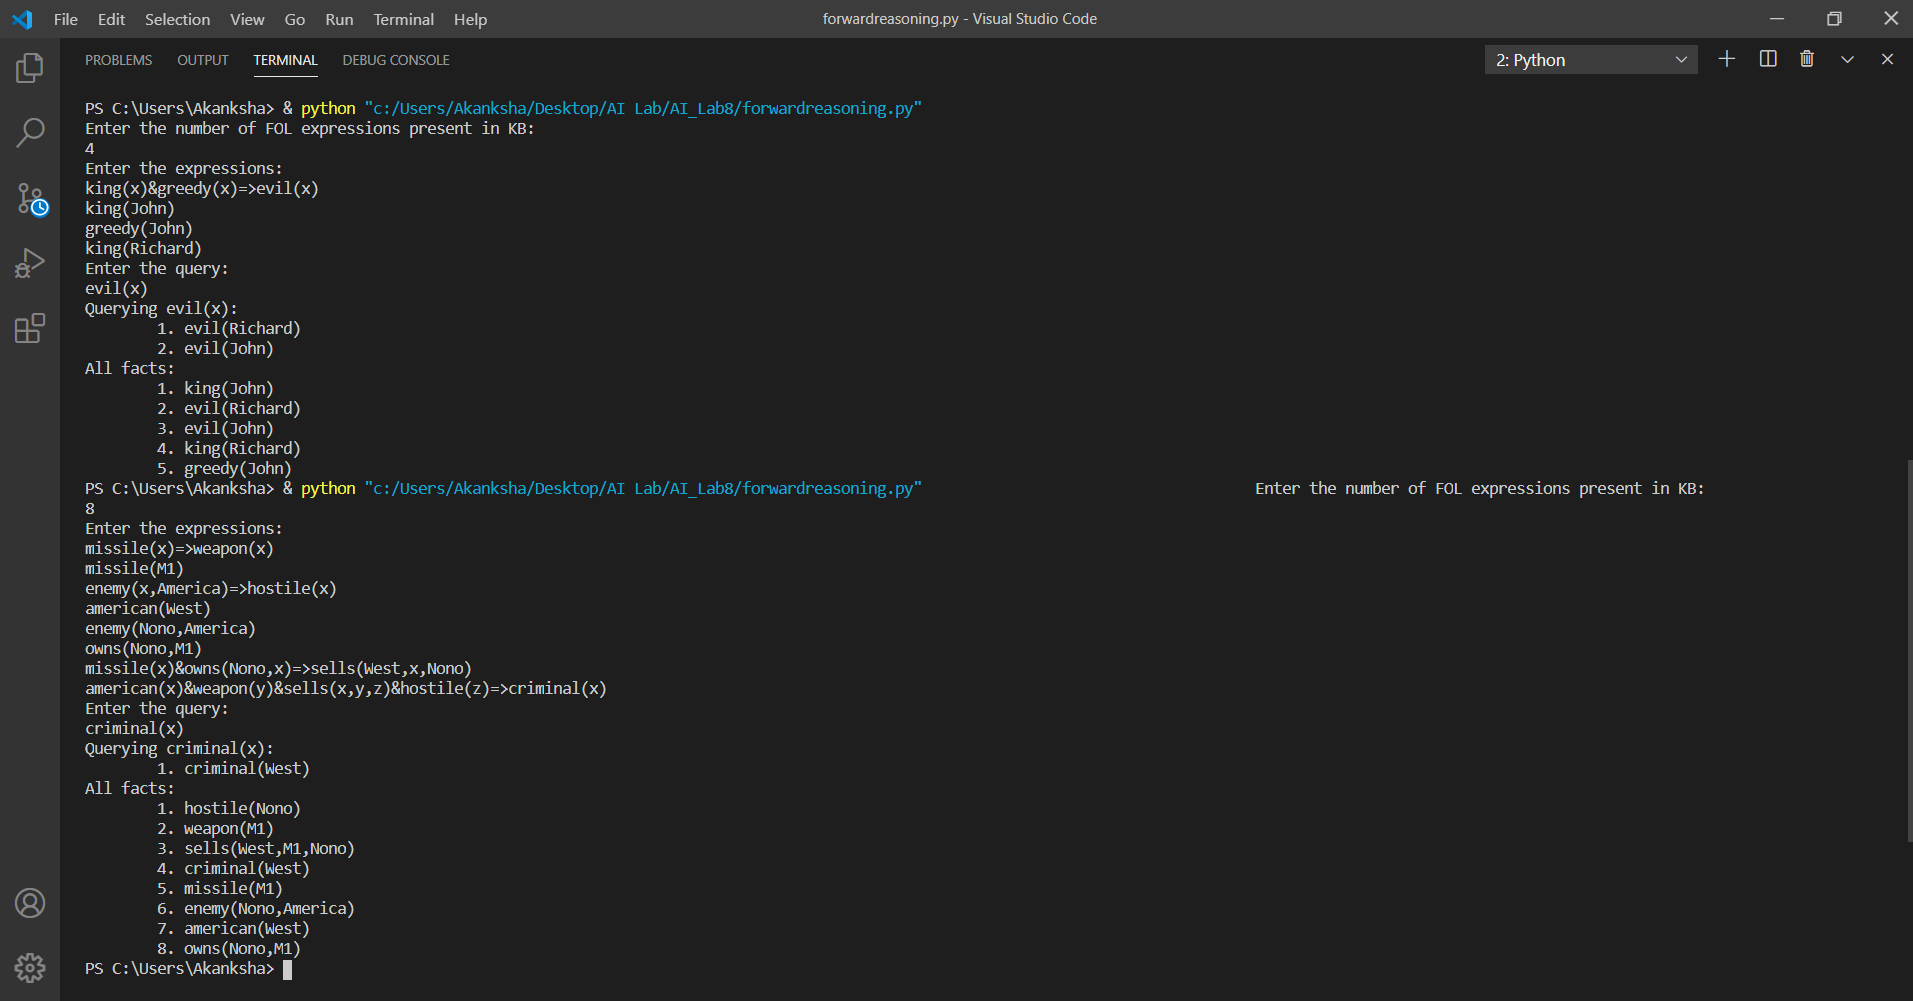 File Edit Selection View Go Run Terminal Help forwardreasoning.py - Visual Studio Code
PROBLEMS OUTPUT TERMINAL DEBUG CONSOLE 2: Python
PS C:\Users\Akanksha> & python "c:/Users/Akanksha/Desktop/AI Lab/AI_Lab8/forwardreasoning.py"
Enter the number of FOL expressions present in KB:
4
Enter the expressions:
king(x)&greedy(x)=>evil(x)
king(John)
greedy(John)
king(Richard)
Enter the query:
evil(x)
Querying evil(x):
1. evil(Richard)
2. evil(John)
All facts:
1. king(John)
2. evil(Richard)
3. evil(John)
4. king(Richard)
5. greedy(John)
PS C:\Users\Akanksha> & python "c:/Users/Akanksha/Desktop/AI Lab/AI_Lab8/forwardreasoning.py" Enter the number of FOL expressions present in KB:
8
Enter the expressions:
missile(x)=>weapon(x)
missile(M1)
enemy(x,America)=>hostile(x)
american(West)
enemy(Nono,America)
owns(Nono,M1)
missile(x)&owns(Nono,x)=>sells(West,x,Nono)
american(x)&weapon(y)&sells(x,y,z)&hostile(z)=>criminal(x)
Enter the query:
criminal(x)
Querying criminal(x):
1. criminal(West)
All facts:
1. hostile(Nono)
2. weapon(M1)
3. sells(West,M1,Nono)
4. criminal(West)
5. missile(M1)
6. enemy(Nono,America)
7. american(West)
8. owns(Nono,M1)
PS C:\Users\Akanksha>